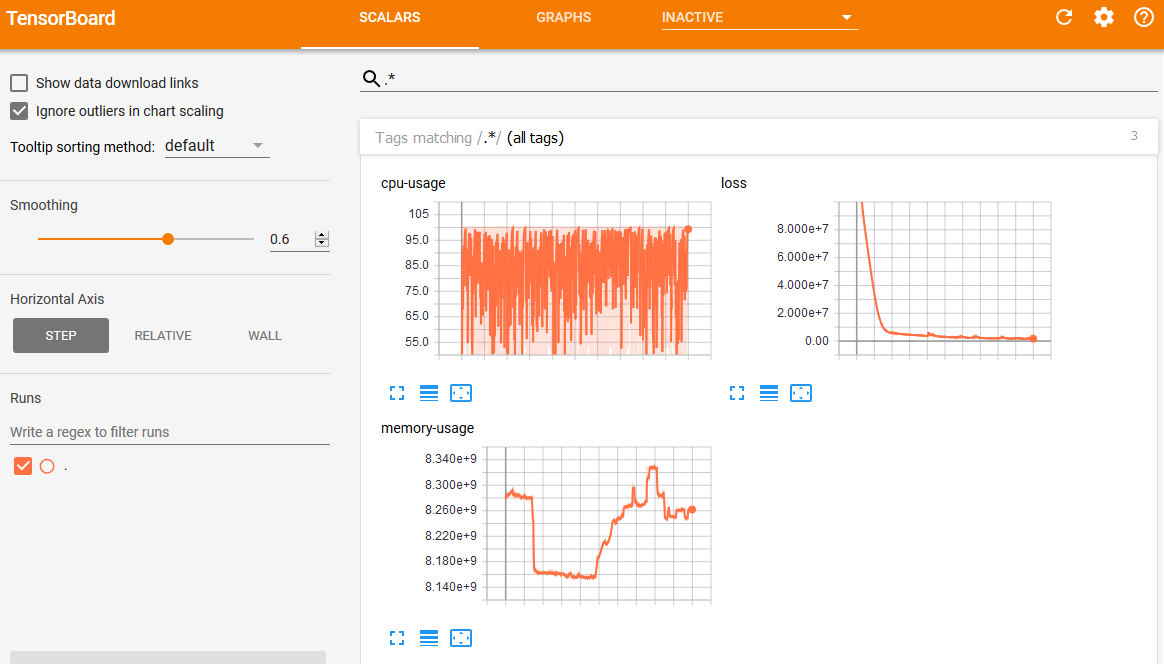 TensorBoard SCALARS GRAPHS INACTIVE
Show data download links
Ignore outliers in chart scaling
Tooltip sorting method: default
Smoothing
0.6
Horizontal Axis
STEP RELATIVE WALL
Runs
Write a regex to filter runs
.
.*
Tags matching /.*/ (all tags) 3
cpu-usage
105
95.0
85.0
75.0
65.0
55.0
loss
8.000e+7
6.000e+7
4.000e+7
2.000e+7
0.00
memory-usage
8.340e+9
8.300e+9
8.260e+9
8.220e+9
8.180e+9
8.140e+9